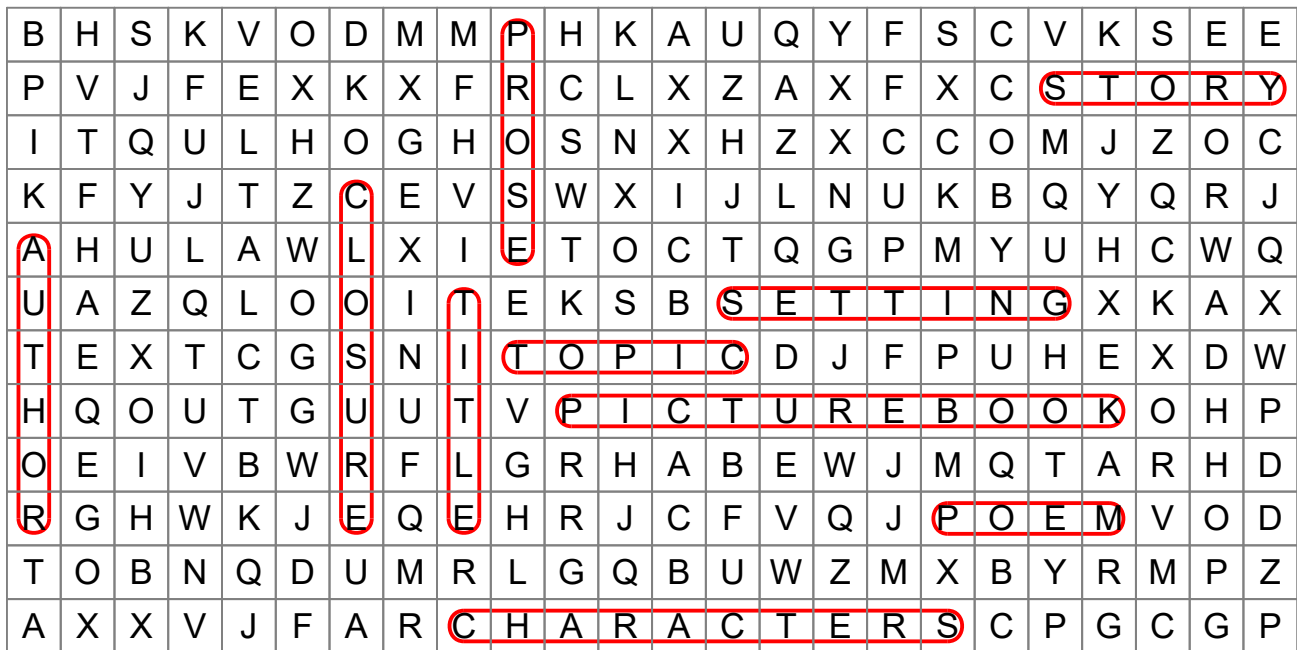 B H S K V O D M M P H K A U Q Y F S C V K S E E
P V J F E X K X F R C L X Z A X F X C S T O R Y
I T Q U L H O G H O S N X H Z X C C O M J Z O C
K F Y J T Z C E V S W X I J L N U K B Q Y Q R J
A H U L A W L X I E T O C T Q G P M Y U H C W Q
U A Z Q L O O I T E K S B S E T T I N G X K A X
T E X T C G S N I T O P I C D J F P U H E X D W
H Q O U T G U U T V P I C T U R E B O O K O H P
O E I V B W R F L G R H A B E W J M Q T A R H D
R G H W K J E Q E H R J C F V Q J P O E M V O D
T O B N Q D U M R L G Q B U W Z M X B Y R M P Z
A X X V J F A R C H A R A C T E R S C P G C G P